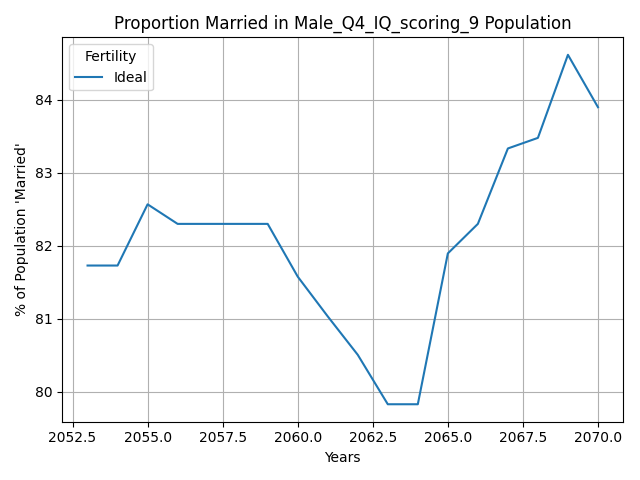 Proportion Married in Male_Q4_IQ_scoring_9 Population
Fertility
Ideal
% of Population 'Married'
84
83
82
81
80
2052.5 2055.0 2057.5 2060.0 2062.5 2065.0 2067.5 2070.0
Years